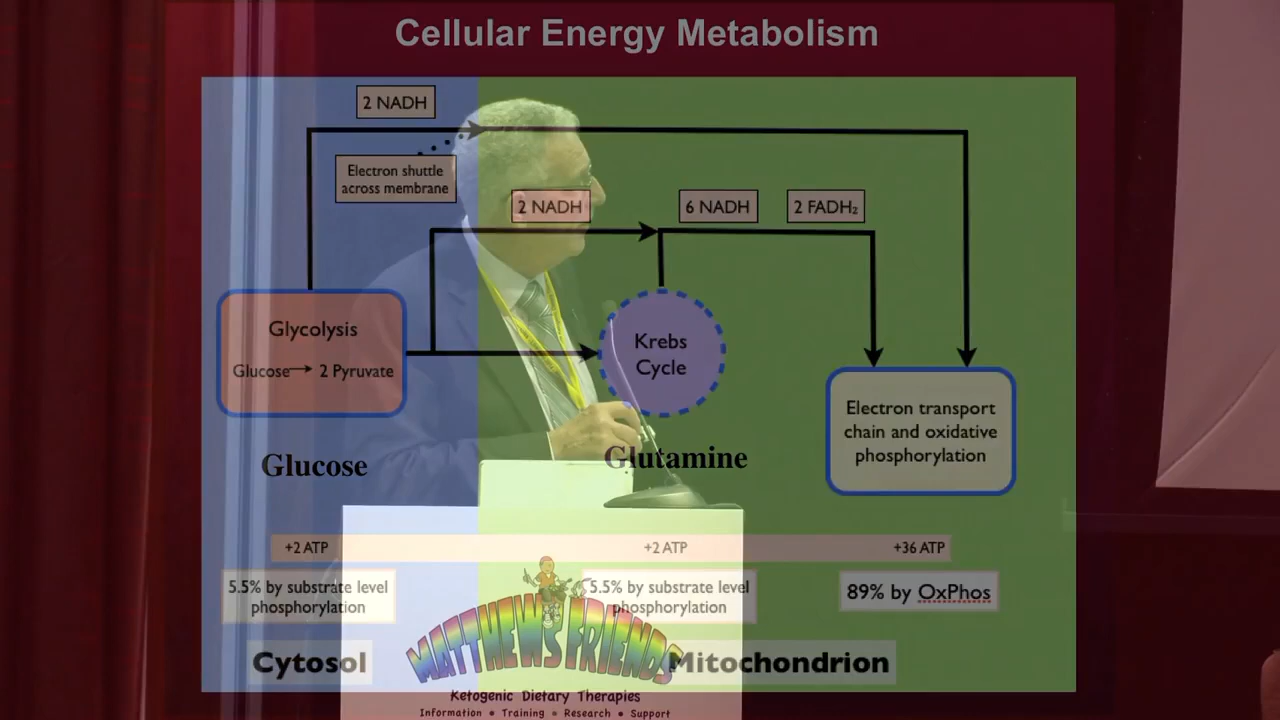 Cellular Energy Metabolism
2 NADH
Electron shuttle
across membrane
2 NADH
6 NADH
2 FADH₂
Glycolysis
Glucose→ 2 Pyruvate
Krebs
Cycle
Electron transport
chain and oxidative
phosphorylation
Glucose
Glutamine
+2 ATP
+2 ATP
+36 ATP
5.5% by substrate level
phosphorylation
5.5% by substrate level
phosphorylation
89% by OxPhos
Cytosol
Mitochondrion
MATTHEW'S FRIENDS
Ketogenic Dietary Therapies
Information • Training • Research • Support